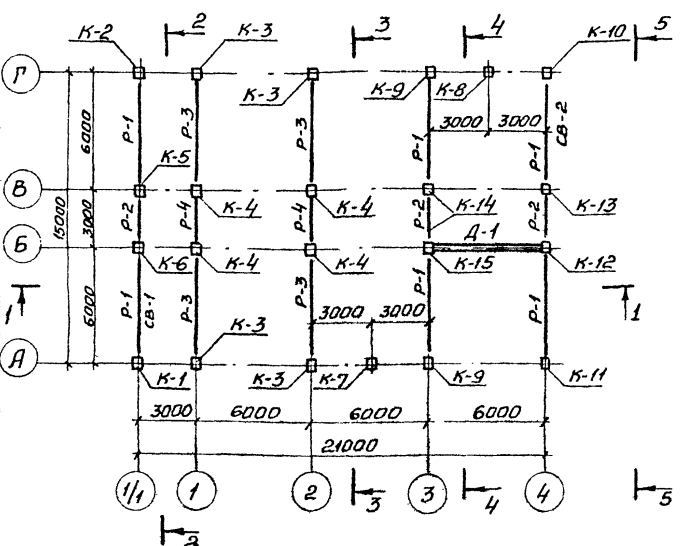 2 3 4 5
К-2 К-3 К-3 К-9 К-8 К-10
Г
3000 3000
6000 Р-1 Р-3 Р-3 Р-1 Р-1 СВ-2
К-5
В
15000 3000 Р-2 Р-4 К-4 Р-4 К-4 Р-2 К-14 Р-2 К-13
Д-1
Б
К-6 К-4 К-4 К-15 К-12
1 1
6000 Р-1 СВ-1 Р-3 Р-3 Р-1 Р-1
3000 3000
К-3
А
К-1 К-3 К-7 К-9 К-11
3000 6000 6000 6000
21000
1/1 1 2 3 4
3 4 5
2